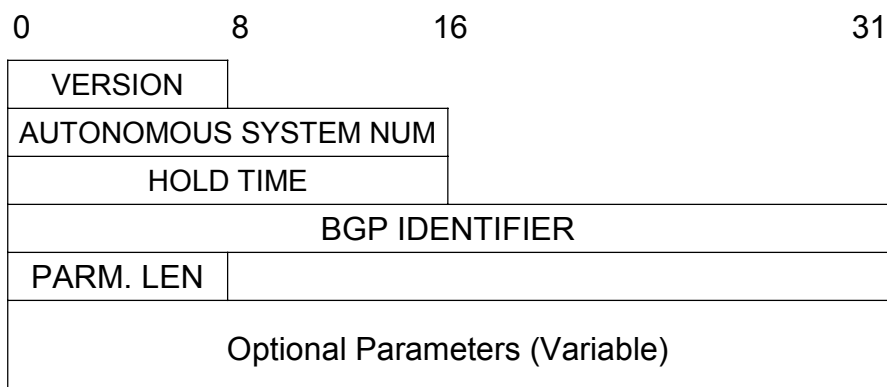 0 8 16 31
VERSION
AUTONOMOUS SYSTEM NUM
HOLD TIME
BGP IDENTIFIER
PARM. LEN
Optional Parameters (Variable)